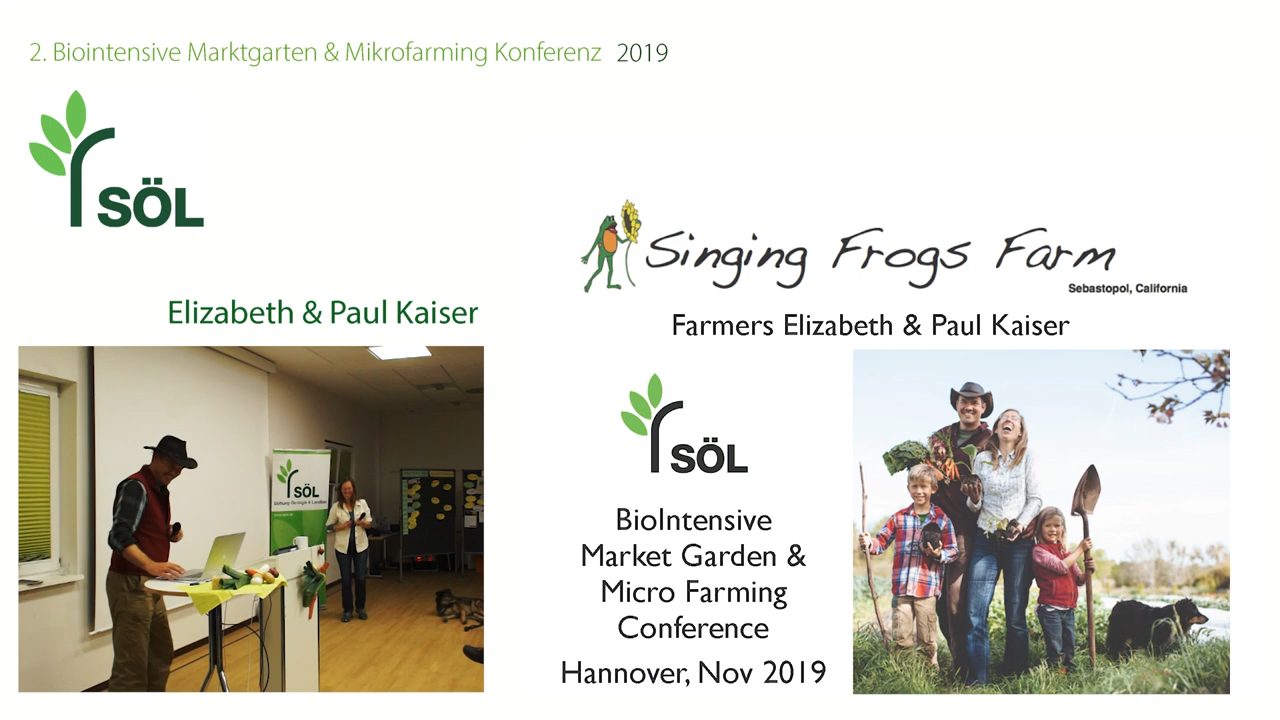 2. Biointensive Marktgarten & Mikrofarming Konferenz 2019
SÖL
Singing Frogs Farm
Sebastopol, California
Elizabeth & Paul Kaiser
Farmers Elizabeth & Paul Kaiser
SÖL
SÖL
BioIntensive
Market Garden &
Micro Farming
Conference
Hannover, Nov 2019